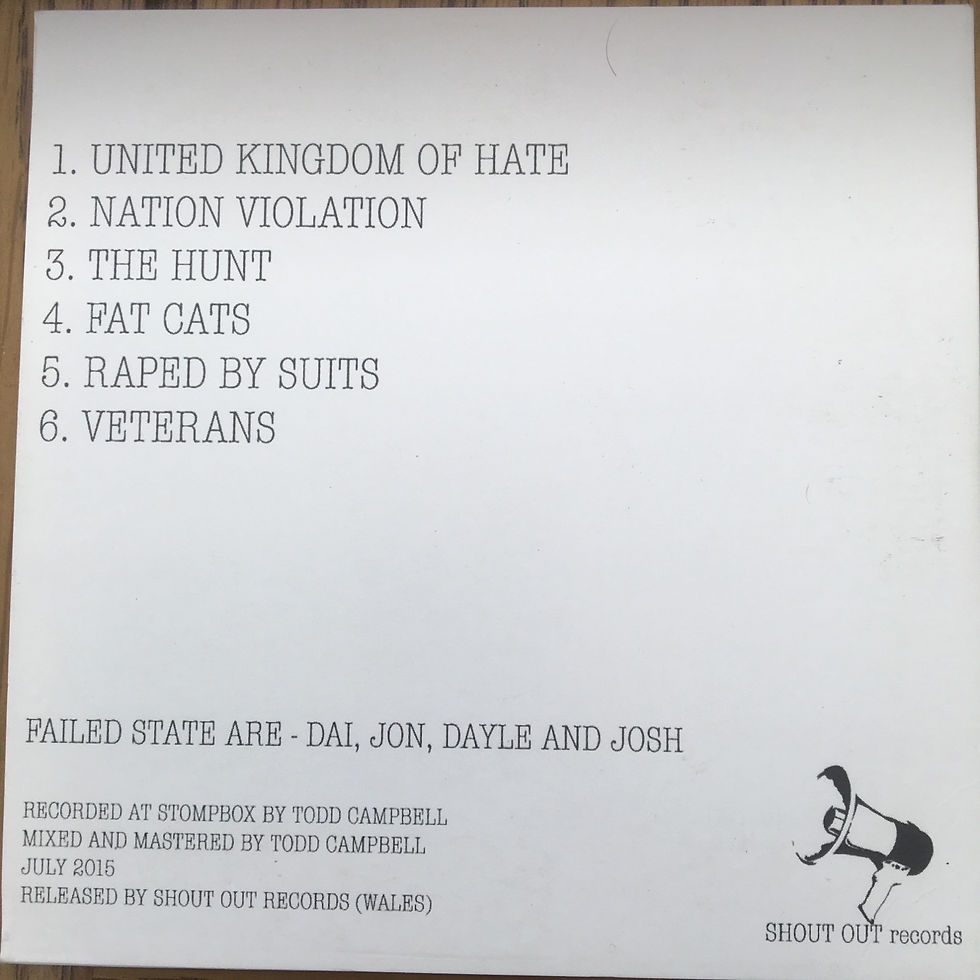 1. UNITED KINGDOM OF HATE
2. NATION VIOLATION
3. THE HUNT
4. FAT CATS
5. RAPED BY SUITS
6. VETERANS
FAILED STATE ARE - DAI, JON, DAYLE AND JOSH
RECORDED AT STOMPBOX BY TODD CAMPBELL
MIXED AND MASTERED BY TODD CAMPBELL
JULY 2015
RELEASED BY SHOUT OUT RECORDS (WALES)
SHOUT OUT records